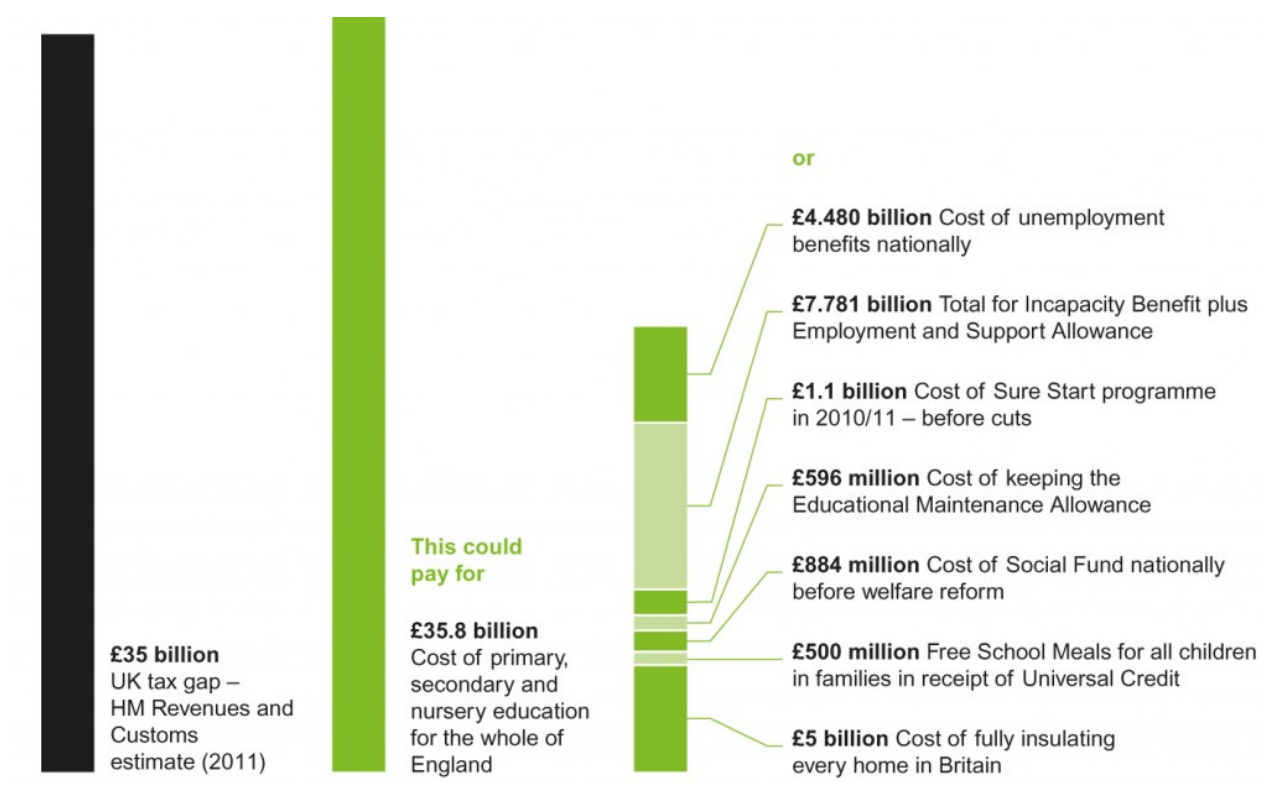 £35 billion
UK tax gap –
HM Revenues and
Customs
estimate (2011)
This could
pay for
£35.8 billion
Cost of primary,
secondary and
nursery education
for the whole of
England
or
£4.480 billion Cost of unemployment
benefits nationally
£7.781 billion Total for Incapacity Benefit plus
Employment and Support Allowance
£1.1 billion Cost of Sure Start programme
in 2010/11 – before cuts
£596 million Cost of keeping the
Educational Maintenance Allowance
£884 million Cost of Social Fund nationally
before welfare reform
£500 million Free School Meals for all children
in families in receipt of Universal Credit
£5 billion Cost of fully insulating
every home in Britain